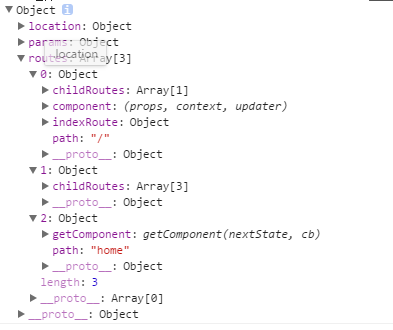 Object i
location: Object
params: Object
routes: Array[3]
location
0: Object
childRoutes: Array[1]
component: (props, context, updater)
indexRoute: Object
path: "/"
__proto__: Object
1: Object
childRoutes: Array[3]
__proto__: Object
2: Object
getComponent: getComponent(nextState, cb)
path: "home"
__proto__: Object
length: 3
__proto__: Array[0]
__proto__: Object